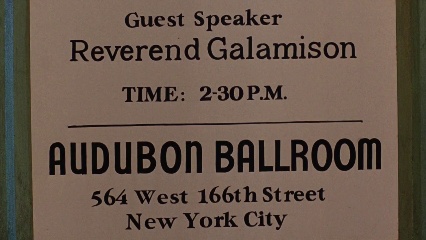 Guest Speaker
Reverend Galamison
TIME: 2-30 P.M.
AUDUBON BALLROOM
564 West 166th Street
New York City